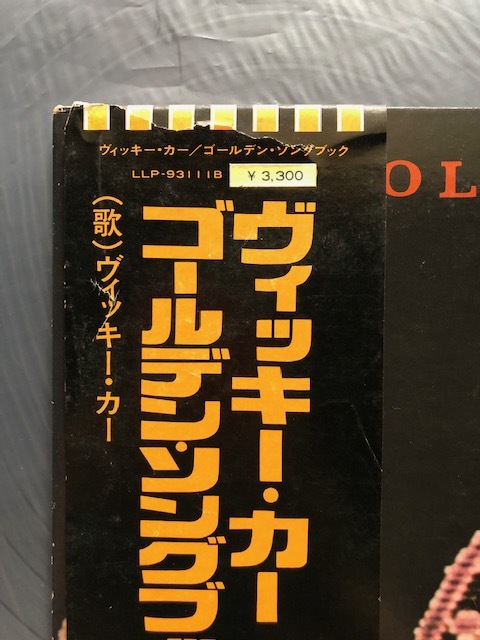 ヴィッキー・カー／ゴールデン・ソングブック
LLP-93111B
¥3,300
ヴィッキー・カー
ゴールデン・ソングブ
(歌)ヴィッキー・カー
OL